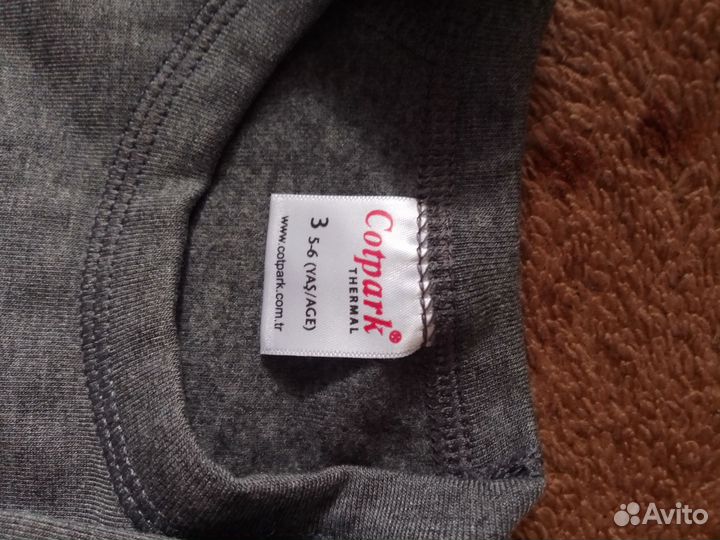 Cotpark®
THERMAL
3 5-6 (YAŞ/AGE)
www.cotpark.com.tr
Avito